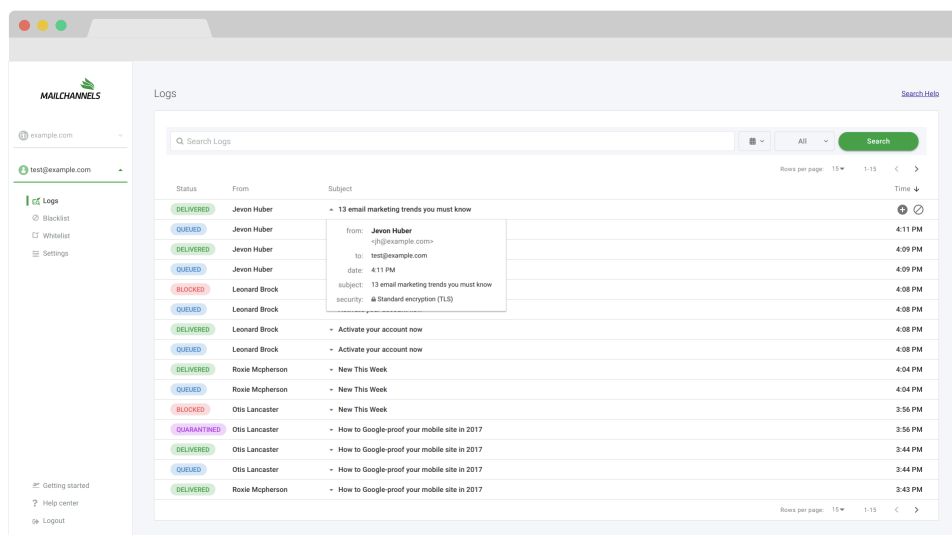 MAILCHANNELS
example.com
test@example.com
Logs
Blacklist
Whitelist
Settings
Getting started
Help center
Logout
Logs
Search Help
Search Logs
All
Search
Rows per page: 15 1-15
Status From Subject Time
DELIVERED Jevon Huber 13 email marketing trends you must know
QUEUED Jevon Huber 4:11 PM
DELIVERED Jevon Huber 4:09 PM
QUEUED Jevon Huber 4:09 PM
BLOCKED Leonard Brock 4:08 PM
QUEUED Leonard Brock 4:08 PM
from: Jevon Huber
<jh@example.com>
to: test@example.com
date: 4:11 PM
subject: 13 email marketing trends you must know
security: Standard encryption (TLS)
DELIVERED Leonard Brock Activate your account now 4:08 PM
QUEUED Leonard Brock Activate your account now 4:08 PM
DELIVERED Roxie Mcpherson New This Week 4:04 PM
QUEUED Roxie Mcpherson New This Week 4:04 PM
BLOCKED Otis Lancaster New This Week 3:56 PM
QUARANTINED Otis Lancaster How to Google-proof your mobile site in 2017 3:56 PM
DELIVERED Otis Lancaster How to Google-proof your mobile site in 2017 3:44 PM
QUEUED Otis Lancaster How to Google-proof your mobile site in 2017 3:44 PM
DELIVERED Roxie Mcpherson How to Google-proof your mobile site in 2017 3:43 PM
Rows per page: 15 1-15